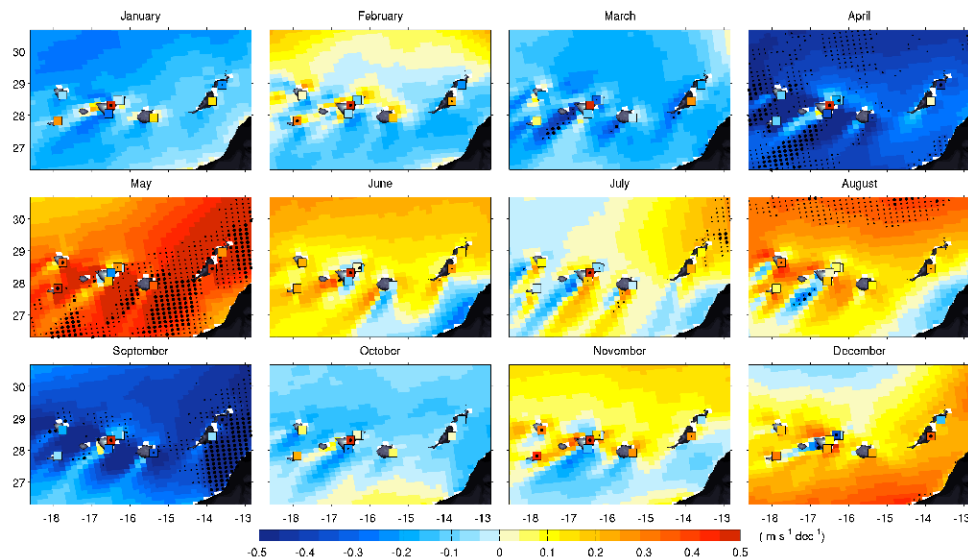 January February March April
30
29
28
27
May June July August
30
29
28
27
September October November December
30
29
28
27
-18 -17 -16 -15 -14 -13 -18 -17 -16 -15 -14 -13 -18 -17 -16 -15 -14 -13 -18 -17 -16 -15 -14 -13
-0.5 -0.4 -0.3 -0.2 -0.1 0 0.1 0.2 0.3 0.4 0.5 ( m s⁻¹ dec⁻¹ )